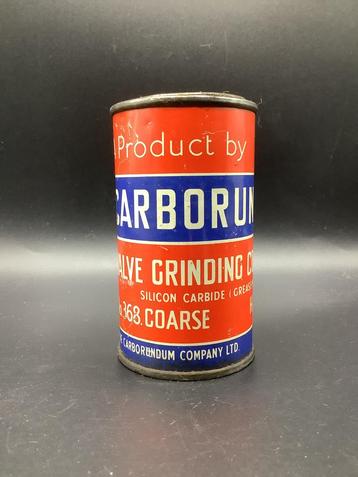 Product by
CARBORUN
ALVE GRINDING C
SILICON CARBIDE (GREAS
368. COARSE
CARBORUNDUM COMPANY LTD.